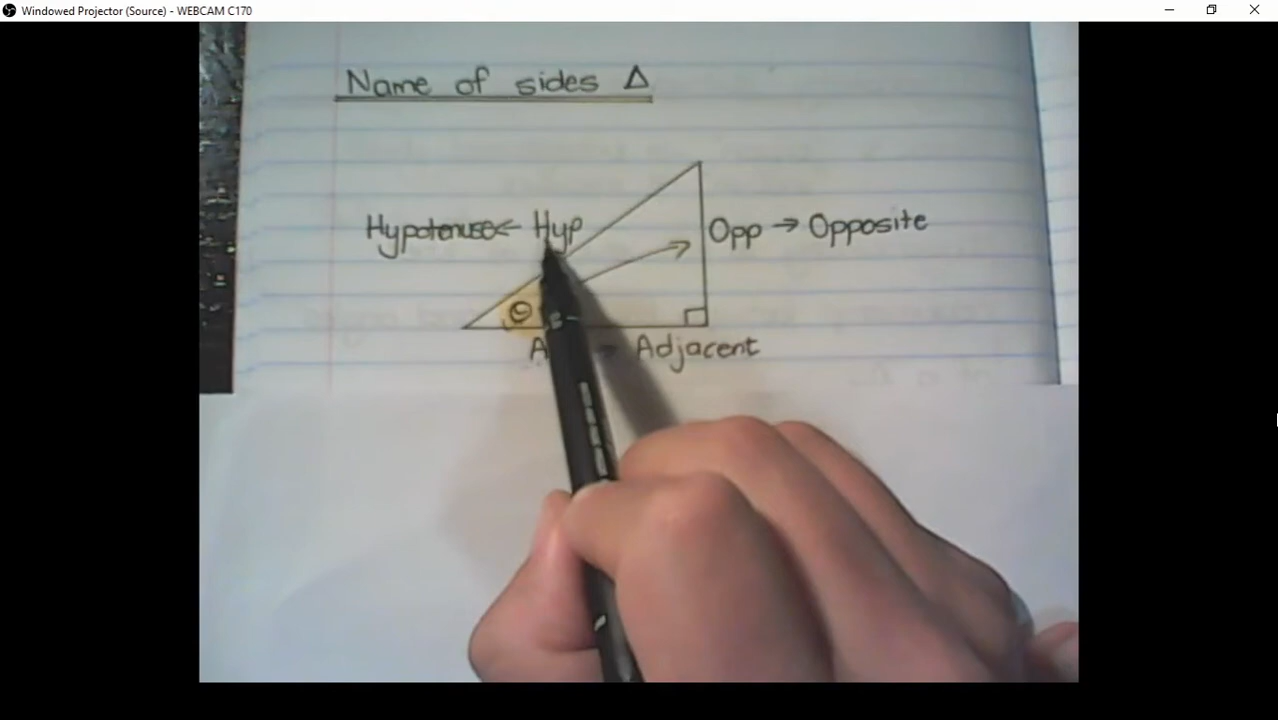 Windowed Projector (Source) - WEBCAM C170
Name of sides Δ
Hypotenuse ← Hyp
Opp → Opposite
Θ
Adjacent